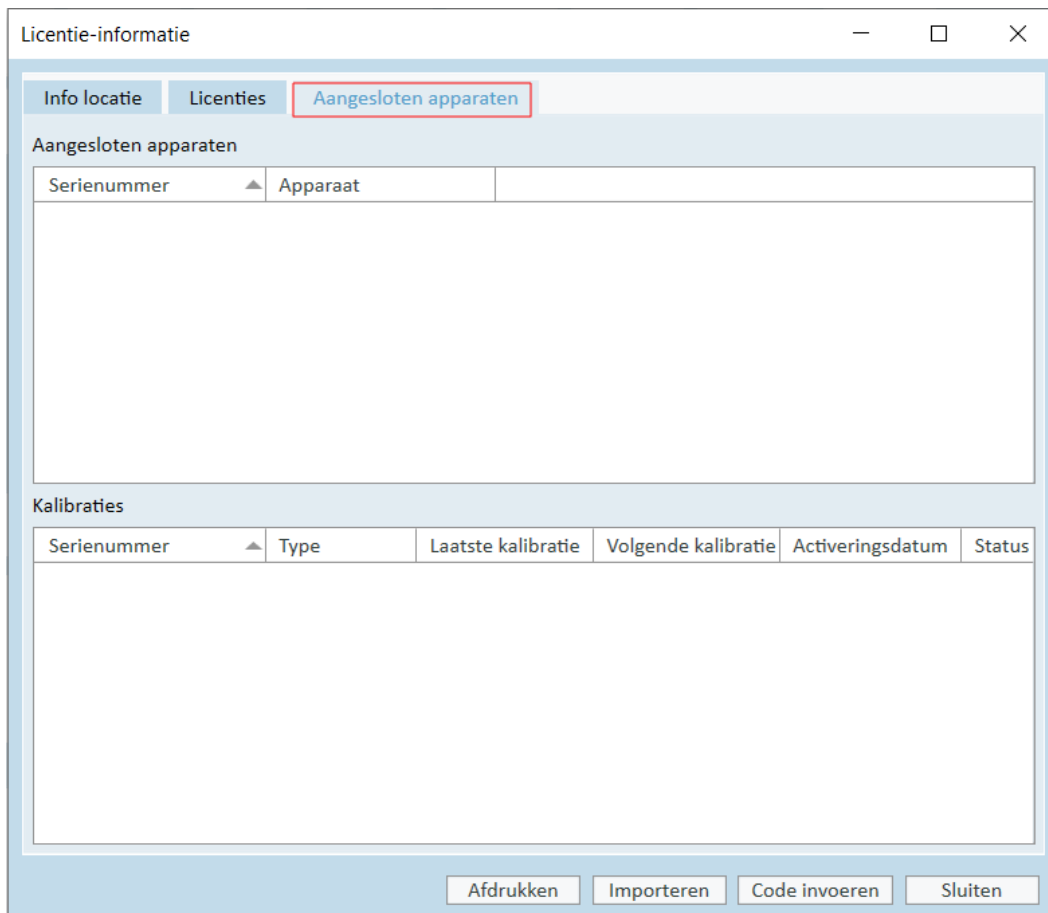 Licentie-informatie
Info locatie Licenties Aangesloten apparaten
Aangesloten apparaten
Serienummer Apparaat
Kalibraties
Serienummer Type Laatste kalibratie Volgende kalibratie Activeringsdatum Status
Afdrukken Importeren Code invoeren Sluiten